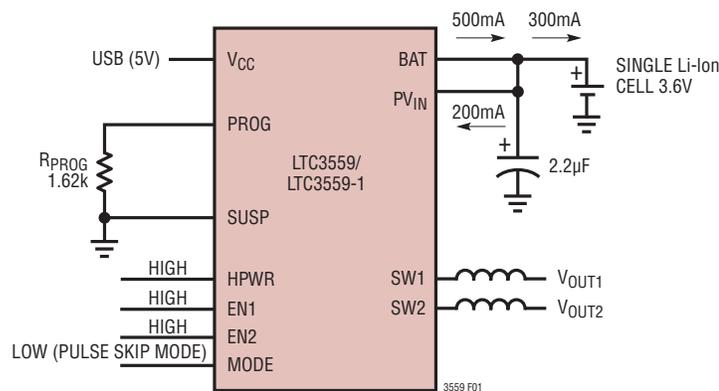 500mA
300mA
USB (5V)
VCC
BAT
+
SINGLE Li-Ion
CELL 3.6V
PVIN
200mA
PROG
+
RPROG
1.62k
LTC3559/
LTC3559-1
2.2µF
SUSP
HIGH
HPWR
SW1
VOUT1
HIGH
EN1
SW2
VOUT2
HIGH
EN2
LOW (PULSE SKIP MODE)
MODE
3559 F01